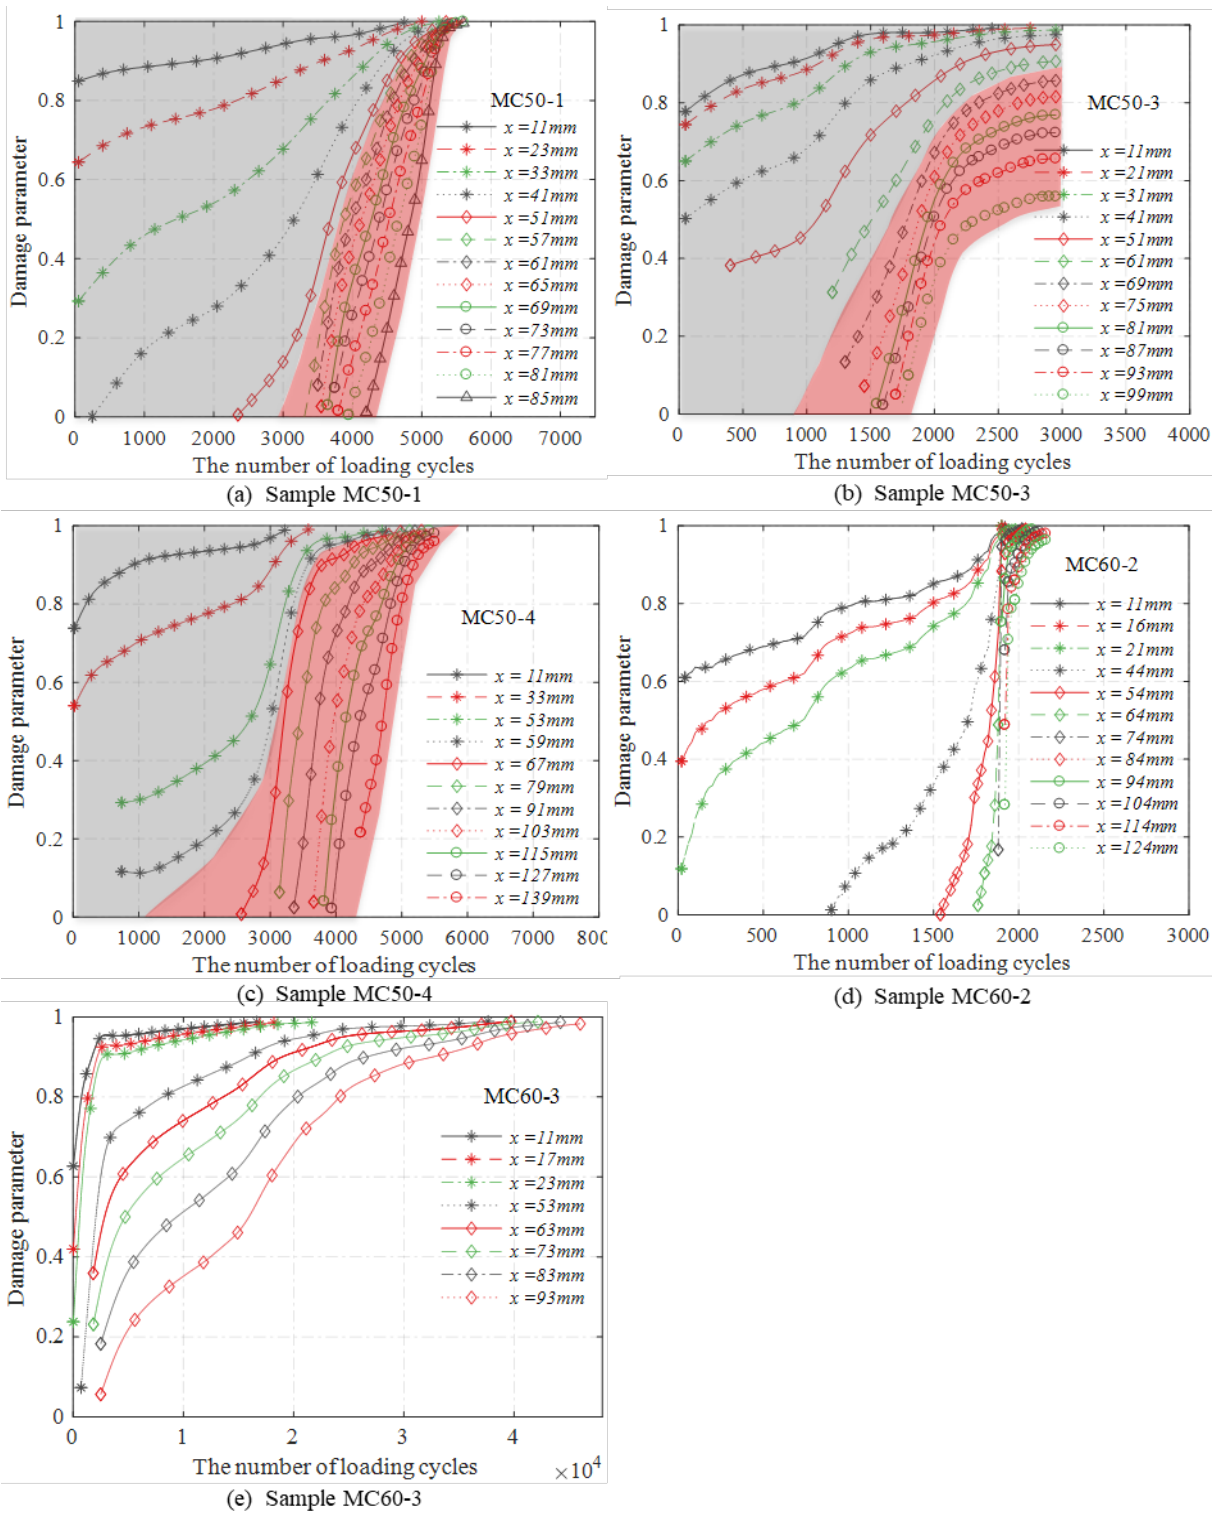 1
0.8
0.6
0.4
0.2
0
Damage parameter
MC50-1
x =11mm
x =23mm
x =33mm
x =41mm
x =51mm
x =57mm
x =61mm
x =65mm
x =69mm
x =73mm
x =77mm
x =81mm
x =85mm
0 1000 2000 3000 4000 5000 6000 7000
The number of loading cycles
(a) Sample MC50-1
1
0.8
0.6
0.4
0.2
0
Damage parameter
MC50-3
x =11mm
x =21mm
x =31mm
x =41mm
x =51mm
x =61mm
x =69mm
x =75mm
x =81mm
x =87mm
x =93mm
x =99mm
0 500 1000 1500 2000 2500 3000 3500 4000
The number of loading cycles
(b) Sample MC50-3
1
0.8
0.6
0.4
0.2
0
Damage parameter
MC50-4
x =11mm
x =33mm
x =53mm
x =59mm
x =67mm
x =79mm
x =91mm
x =103mm
x =115mm
x =127mm
x =139mm
0 1000 2000 3000 4000 5000 6000 7000 800
The number of loading cycles
(c) Sample MC50-4
1
0.8
0.6
0.4
0.2
0
Damage parameter
MC60-2
x =11mm
x =16mm
x =21mm
x =44mm
x =54mm
x =64mm
x =74mm
x =84mm
x =94mm
x =104mm
x =114mm
x =124mm
0 500 1000 1500 2000 2500 3000
The number of loading cycles
(d) Sample MC60-2
1
0.8
0.6
0.4
0.2
0
Damage parameter
MC60-3
x =11mm
x =17mm
x =23mm
x =53mm
x =63mm
x =73mm
x =83mm
x =93mm
0 1 2 3 4
The number of loading cycles ×10⁴
(e) Sample MC60-3